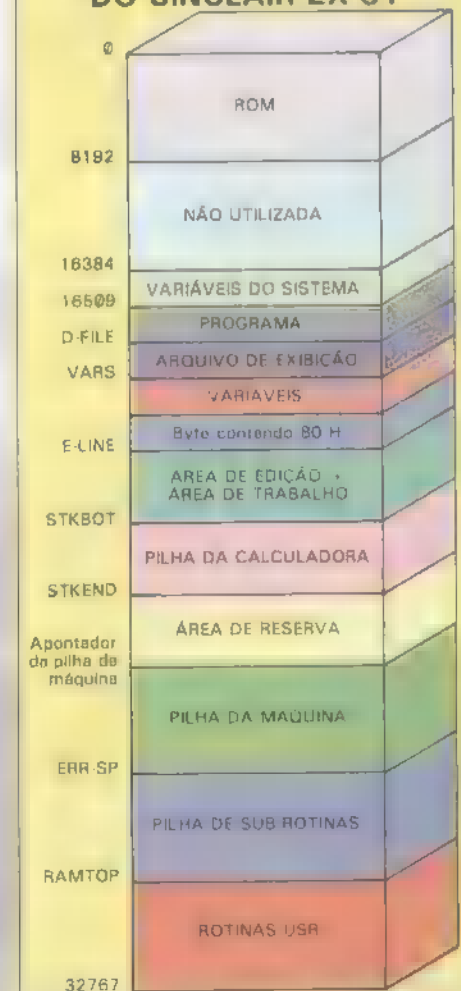 DO SINCLAIR ZX-81
0
ROM
8192
NÃO UTILIZADA
16384
VARIÁVEIS DO SISTEMA
16509
PROGRAMA
D-FILE
ARQUIVO DE EXIBIÇÃO
VARS
VARIÁVEIS
Byte contendo 80 H
E-LINE
ÁREA DE EDIÇÃO +
ÁREA DE TRABALHO
STKBOT
PILHA DA CALCULADORA
STKEND
ÁREA DE RESERVA
Apontador
da pilha de
máquina
PILHA DA MÁQUINA
ERR-SP
PILHA DE SUB-ROTINAS
RAMTOP
ROTINAS USR
32767